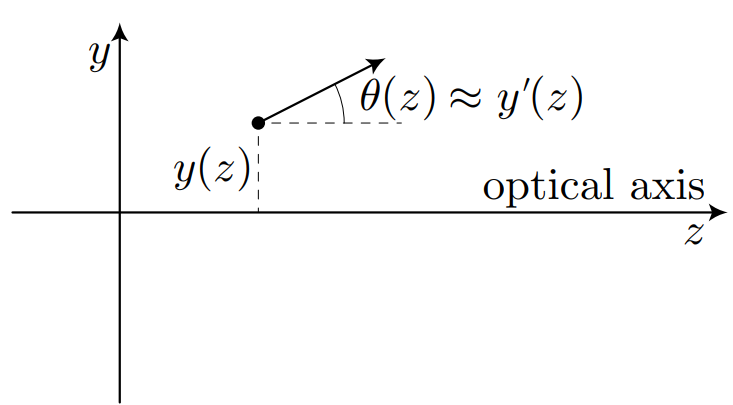 y
θ(z) ≈ y′(z)
y(z)
optical axis
z